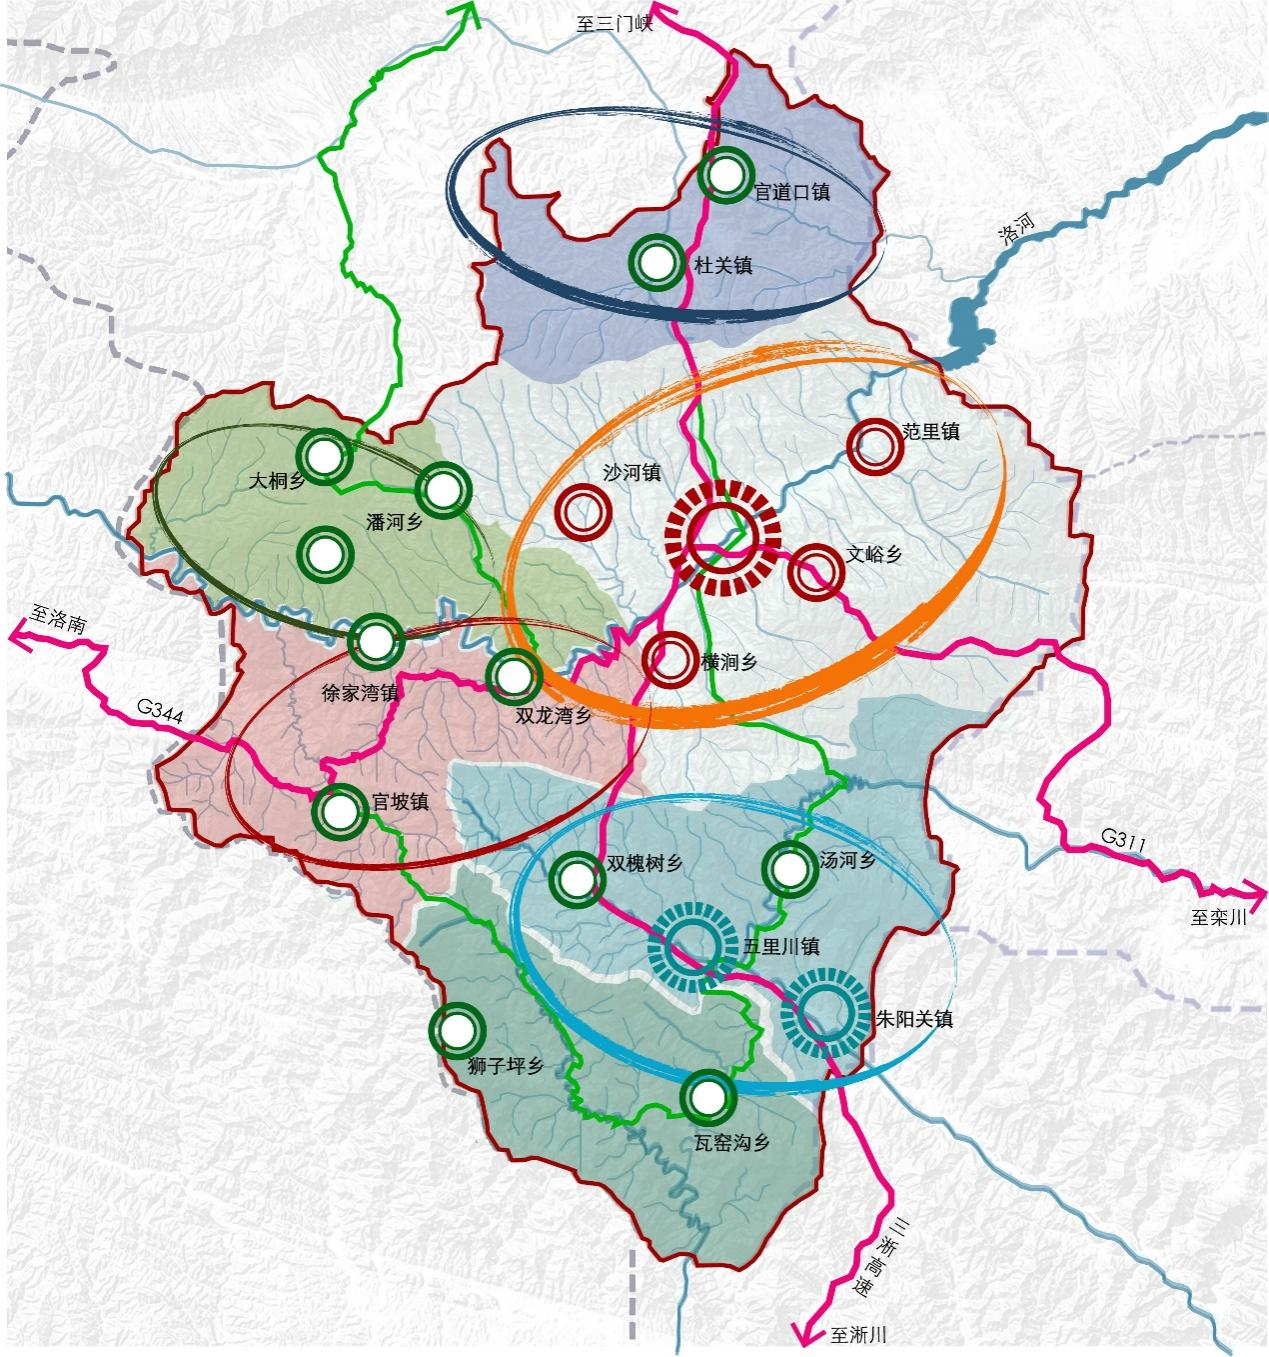 至三门峡
官道口镇
洛河
杜关镇
范里镇
沙河镇
大桐乡
潘河乡
文峪乡
至洛南
横涧乡
徐家湾镇
G344
双龙湾乡
官坡镇
G311
双槐树乡
汤河乡
至栾川
五里川镇
朱阳关镇
狮子坪乡
瓦窑沟乡
三淅高速
至淅川